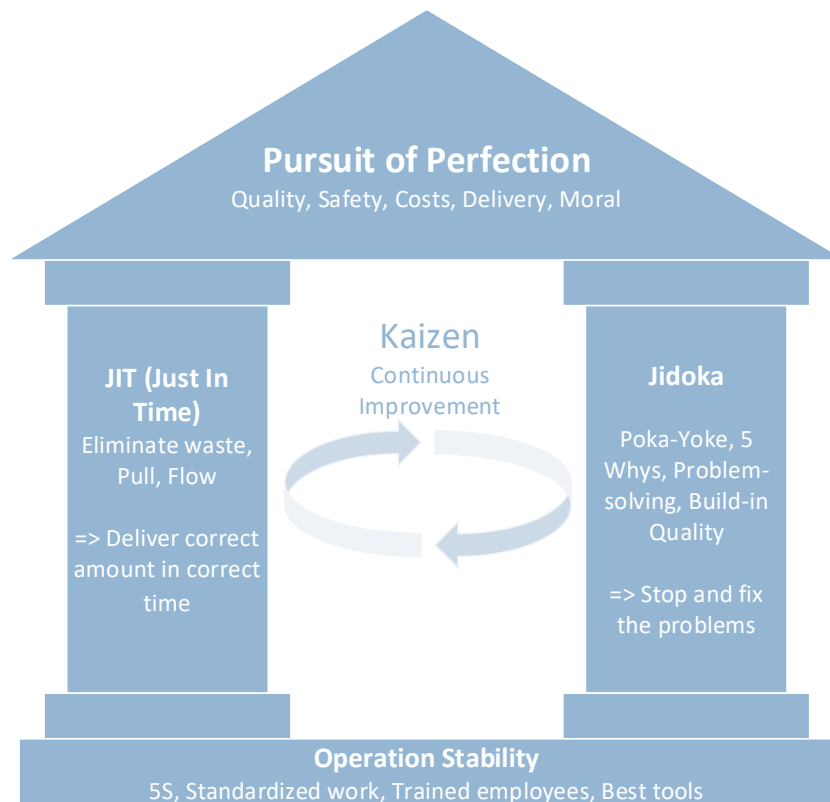 Pursuit of Perfection
Quality, Safety, Costs, Delivery, Moral
JIT (Just In
Time)
Eliminate waste,
Pull, Flow
=> Deliver correct
amount in correct
time
Kaizen
Continuous
Improvement
Jidoka
Poka-Yoke, 5
Whys, Problem-
solving, Build-in
Quality
=> Stop and fix
the problems
Operation Stability
5S, Standardized work, Trained employees, Best tools